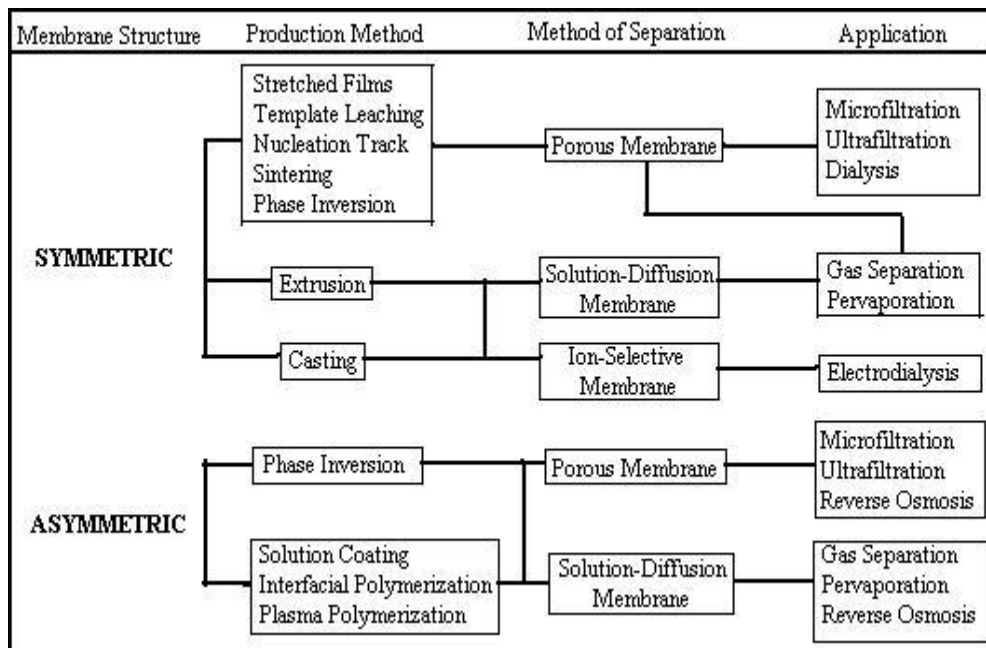 Membrane Structure Production Method Method of Separation Application
Stretched Films
Template Leaching
Nucleation Track
Sintering
Phase Inversion
Porous Membrane
Microfiltration
Ultrafiltration
Dialysis
SYMMETRIC
Extrusion
Solution-Diffusion
Membrane
Gas Separation
Pervaporation
Casting
Ion-Selective
Membrane
Electrodialysis
ASYMMETRIC
Phase Inversion
Porous Membrane
Microfiltration
Ultrafiltration
Reverse Osmosis
Solution Coating
Interfacial Polymerization
Plasma Polymerization
Solution-Diffusion
Membrane
Gas Separation
Pervaporation
Reverse Osmosis